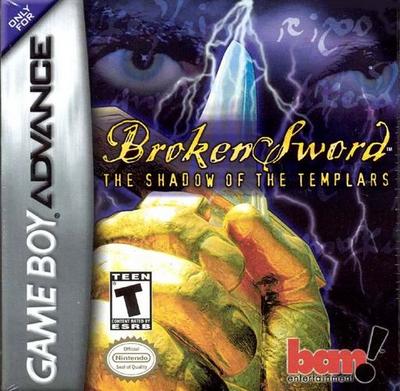 ONLY
FOR
GAME BOY ADVANCE
Broken Sword™
THE SHADOW OF THE TEMPLARS
TEEN
T
CONTENT RATED BY
ESRB
Official
Nintendo
Seal of Quality
bam!
entertainment